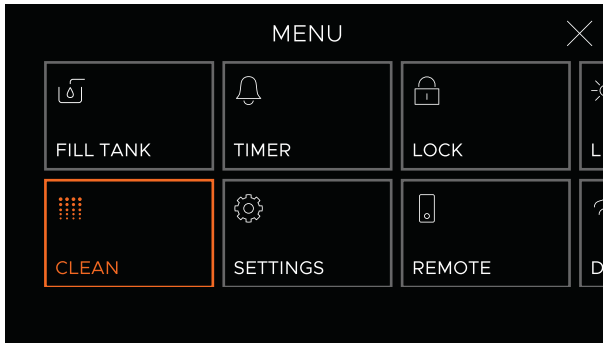 MENU
FILL TANK
TIMER
LOCK
L
CLEAN
SETTINGS
REMOTE
D